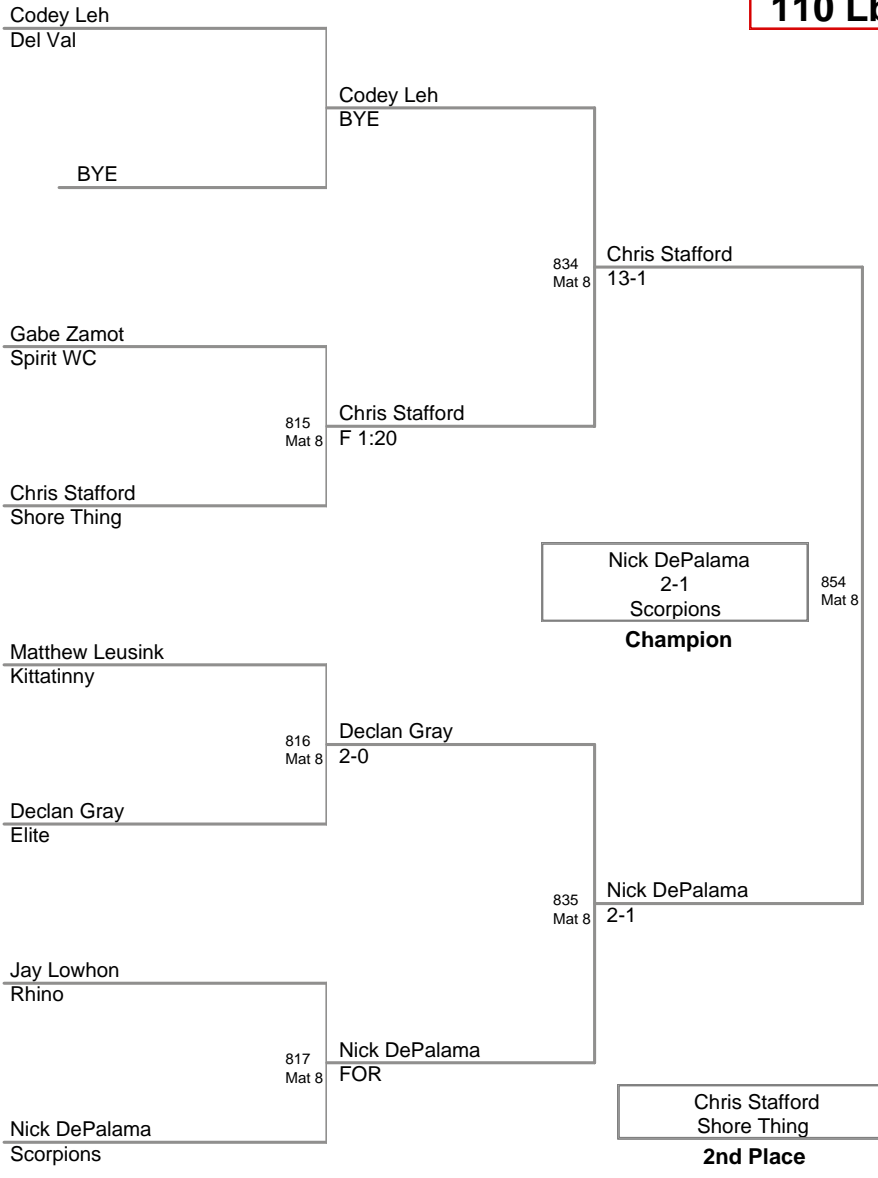 110 Lb
Codey Leh
Del Val
Codey Leh
BYE
BYE
834
Mat 8
Chris Stafford
13-1
Gabe Zamot
Spirit WC
815
Mat 8
Chris Stafford
F 1:20
Chris Stafford
Shore Thing
Nick DePalama
2-1
Scorpions
Champion
854
Mat 8
Matthew Leusink
Kittatinny
816
Mat 8
Declan Gray
2-0
Declan Gray
Elite
835
Mat 8
Nick DePalama
2-1
Jay Lowhon
Rhino
817
Mat 8
Nick DePalama
FOR
Nick DePalama
Scorpions
Chris Stafford
Shore Thing
2nd Place